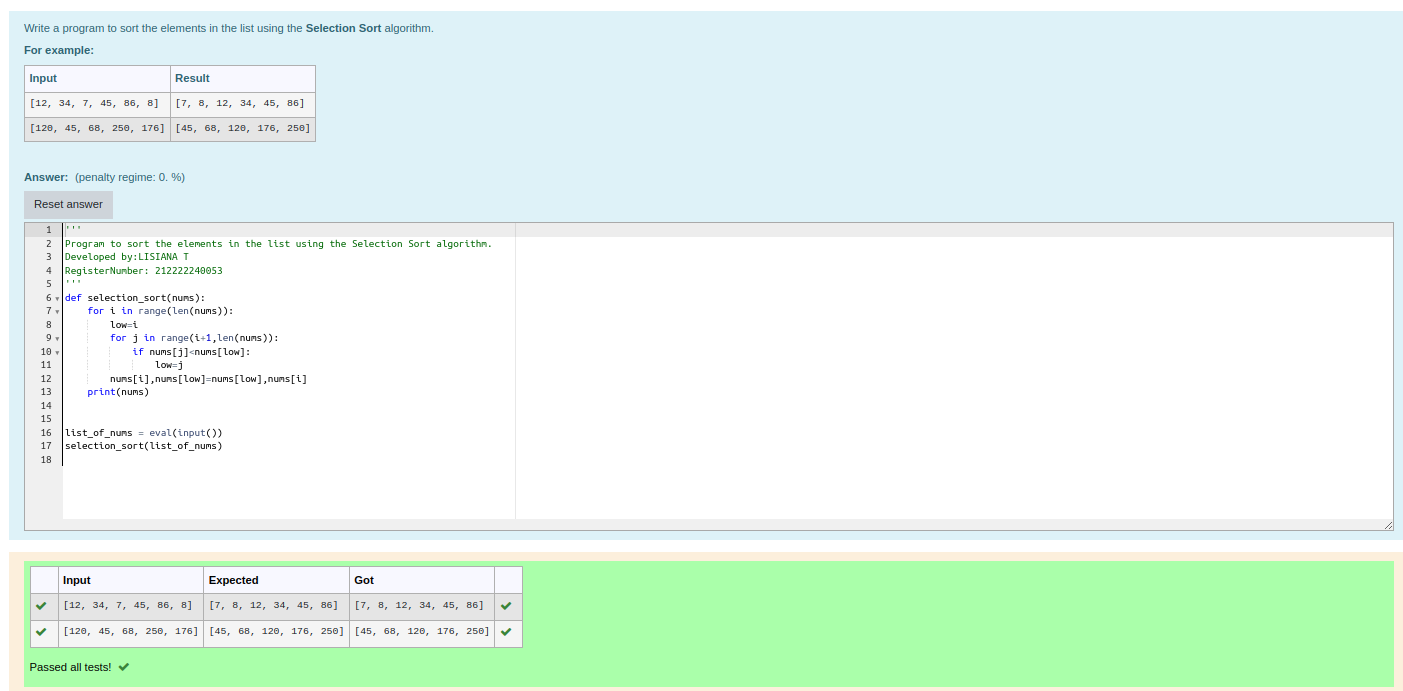 Write a program to sort the elements in the list using the Selection Sort algorithm.
For example:
Input Result
[12, 34, 7, 45, 86, 8] [7, 8, 12, 34, 45, 86]
[120, 45, 68, 250, 176] [45, 68, 120, 176, 250]
Answer: (penalty regime: 0. %)
Reset answer
1 '''
2 Program to sort the elements in the list using the Selection Sort algorithm.
3 Developed by:LISIANA T
4 RegisterNumber: 212222240053
5 '''
6 def selection_sort(nums):
7     for i in range(len(nums)):
8         low=i
9         for j in range(i+1,len(nums)):
10             if nums[j]<nums[low]:
11                 low=j
12         nums[i],nums[low]=nums[low],nums[i]
13     print(nums)
14
15
16 list_of_nums = eval(input())
17 selection_sort(list_of_nums)
18
Input Expected Got
[12, 34, 7, 45, 86, 8] [7, 8, 12, 34, 45, 86] [7, 8, 12, 34, 45, 86]
[120, 45, 68, 250, 176] [45, 68, 120, 176, 250] [45, 68, 120, 176, 250]
Passed all tests!